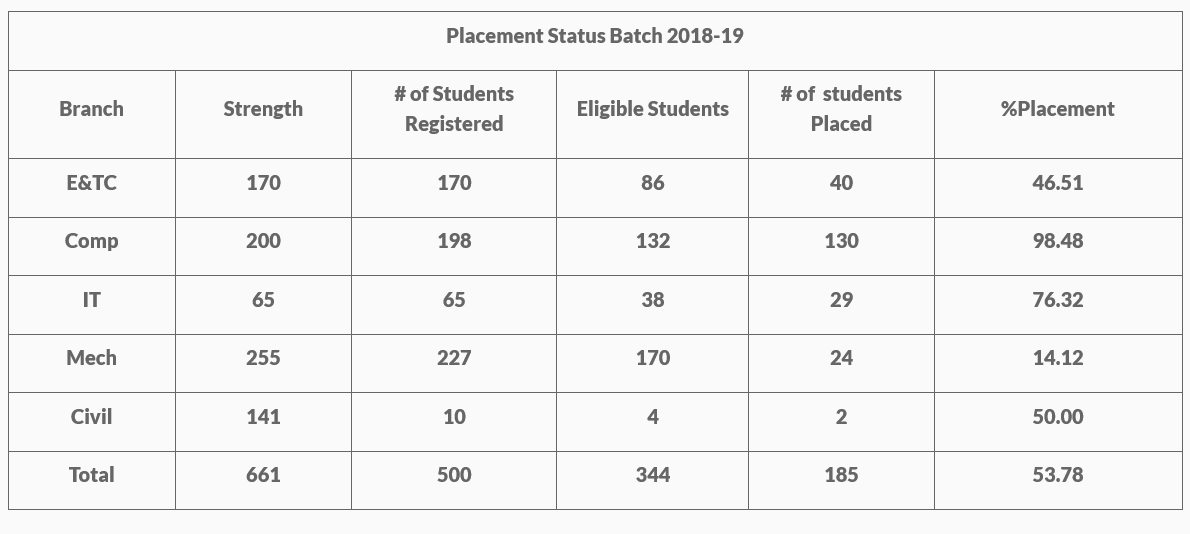 Placement Status Batch 2018-19
Branch Strength # of Students Registered Eligible Students # of students Placed %Placement
E&TC 170 170 86 40 46.51
Comp 200 198 132 130 98.48
IT 65 65 38 29 76.32
Mech 255 227 170 24 14.12
Civil 141 10 4 2 50.00
Total 661 500 344 185 53.78